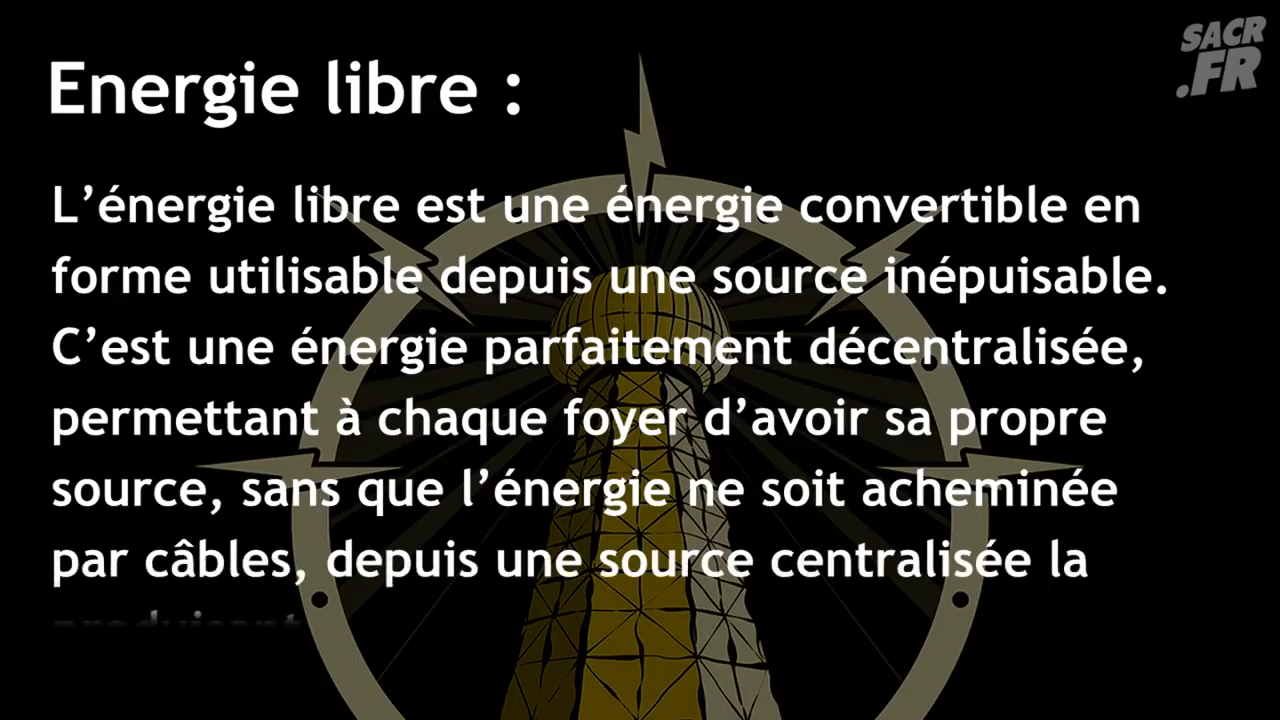 SACR
.FR
Energie libre :
L’énergie libre est une énergie convertible en
forme utilisable depuis une source inépuisable.
C’est une énergie parfaitement décentralisée,
permettant à chaque foyer d’avoir sa propre
source, sans que l’énergie ne soit acheminée
par câbles, depuis une source centralisée la